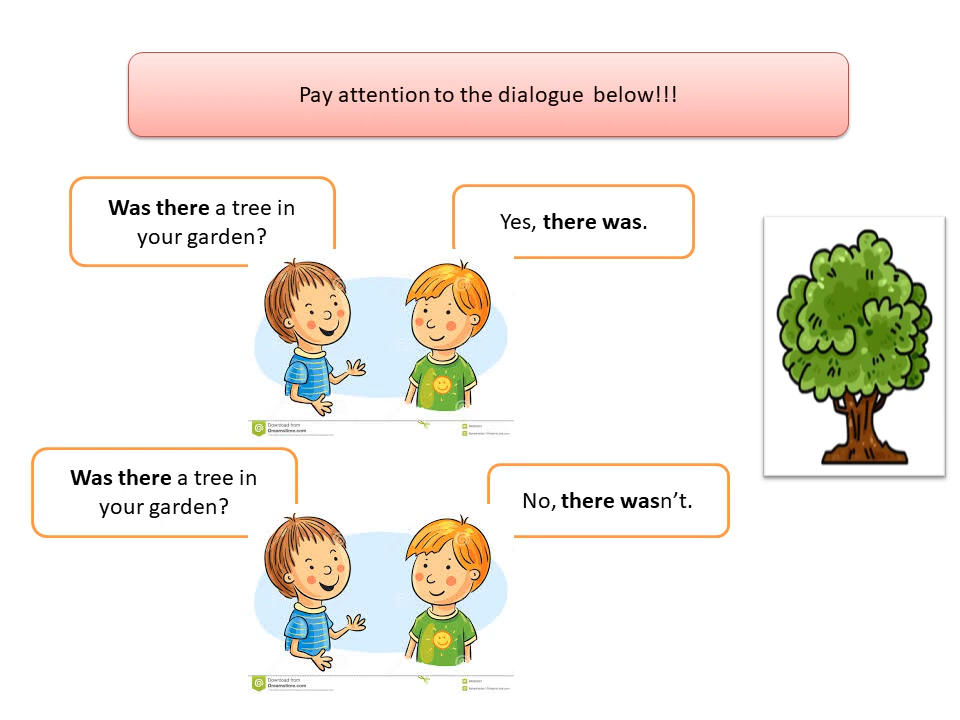 Pay attention to the dialogue below!!!
Was there a tree in
your garden?
Yes, there was.
Download from
Dreamstime.com
Was there a tree in
your garden?
No, there wasn’t.
Download from
Dreamstime.com